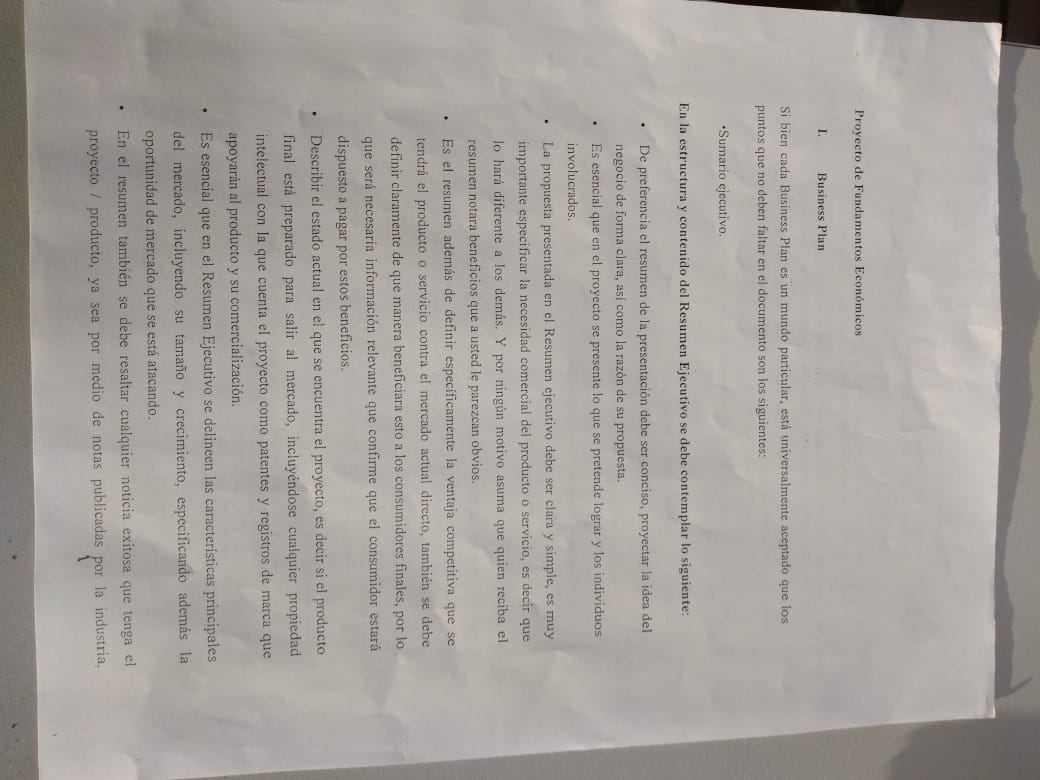 Proyecto de Fundamentos Económicos
I. Business Plan
Si bien cada Business Plan es un mundo particular, está universalmente aceptado que los
puntos que no deben faltar en el documento son los siguientes:
•Sumario ejecutivo.
En la estructura y contenido del Resumen Ejecutivo se debe contemplar lo siguiente:
• De preferencia el resumen de la presentación debe ser conciso, proyectar la idea del
negocio de forma clara, así como la razón de su propuesta.
• Es esencial que en el proyecto se presente lo que se pretende lograr y los individuos
involucrados.
• La propuesta presentada en el Resumen ejecutivo debe ser clara y simple, es muy
importante especificar la necesidad comercial del producto o servicio, es decir que
lo hará diferente a los demás. Y por ningún motivo asuma que quien reciba el
resumen notara beneficios que a usted le parezcan obvios.
• Es el resumen además de definir específicamente la ventaja competitiva que se
tendrá el producto o servicio contra el mercado actual directo, también se debe
definir claramente de que manera beneficiara esto a los consumidores finales, por lo
que será necesaria información relevante que confirme que el consumidor estará
dispuesto a pagar por estos beneficios.
• Describir el estado actual en el que se encuentra el proyecto, es decir si el producto
final está preparado para salir al mercado, incluyéndose cualquier propiedad
intelectual con la que cuenta el proyecto como patentes y registros de marca que
apoyarán al producto y su comercialización.
• Es esencial que en el Resumen Ejecutivo se delineen las características principales
del mercado, incluyendo su tamaño y crecimiento, especificando además la
oportunidad de mercado que se está atacando.
• En el resumen también se debe resaltar cualquier noticia exitosa que tenga el
proyecto / producto, ya sea por medio de notas publicadas por la industria,